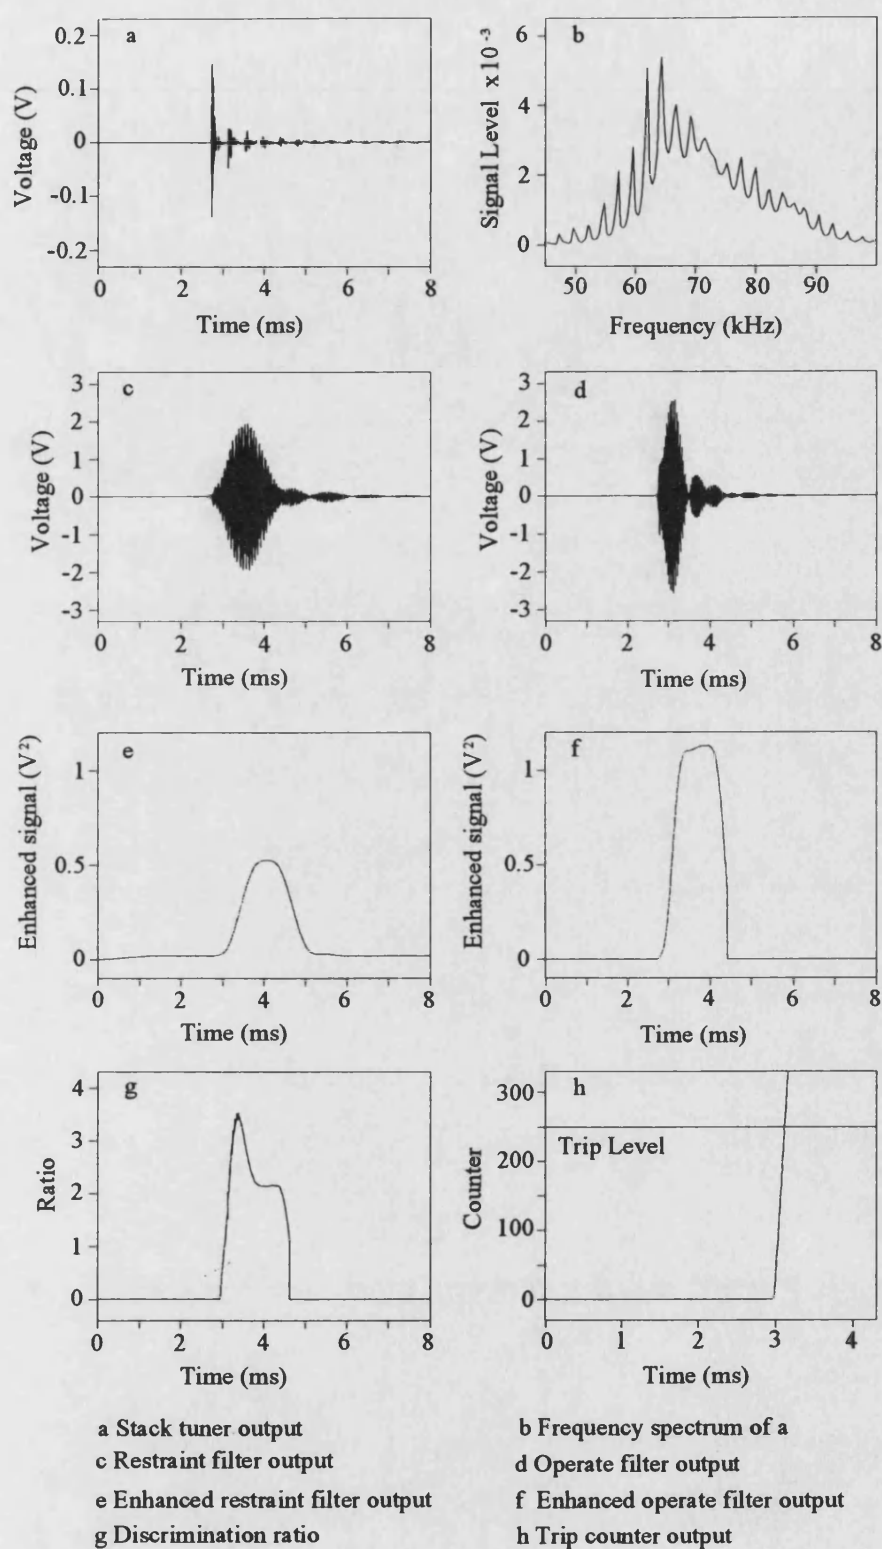 a
0.2
0.1
0
-0.1
-0.2
Voltage (V)
0 2 4 6 8
Time (ms)
b
Signal Level x10 -3
6
4
2
0
50 60 70 80 90
Frequency (kHz)
c
3
2
1
0
-1
-2
-3
Voltage (V)
0 2 4 6 8
Time (ms)
d
3
2
1
0
-1
-2
-3
Voltage (V)
0 2 4 6 8
Time (ms)
e
1
0.5
0
Enhanced signal (V²)
0 2 4 6 8
Time (ms)
f
1
0.5
0
Enhanced signal (V²)
0 2 4 6 8
Time (ms)
g
4
3
2
1
0
Ratio
0 2 4 6 8
Time (ms)
h
300
200
100
0
Counter
Trip Level
0 1 2 3 4
Time (ms)
a Stack tuner output
b Frequency spectrum of a
c Restraint filter output
d Operate filter output
e Enhanced restraint filter output
f Enhanced operate filter output
g Discrimination ratio
h Trip counter output